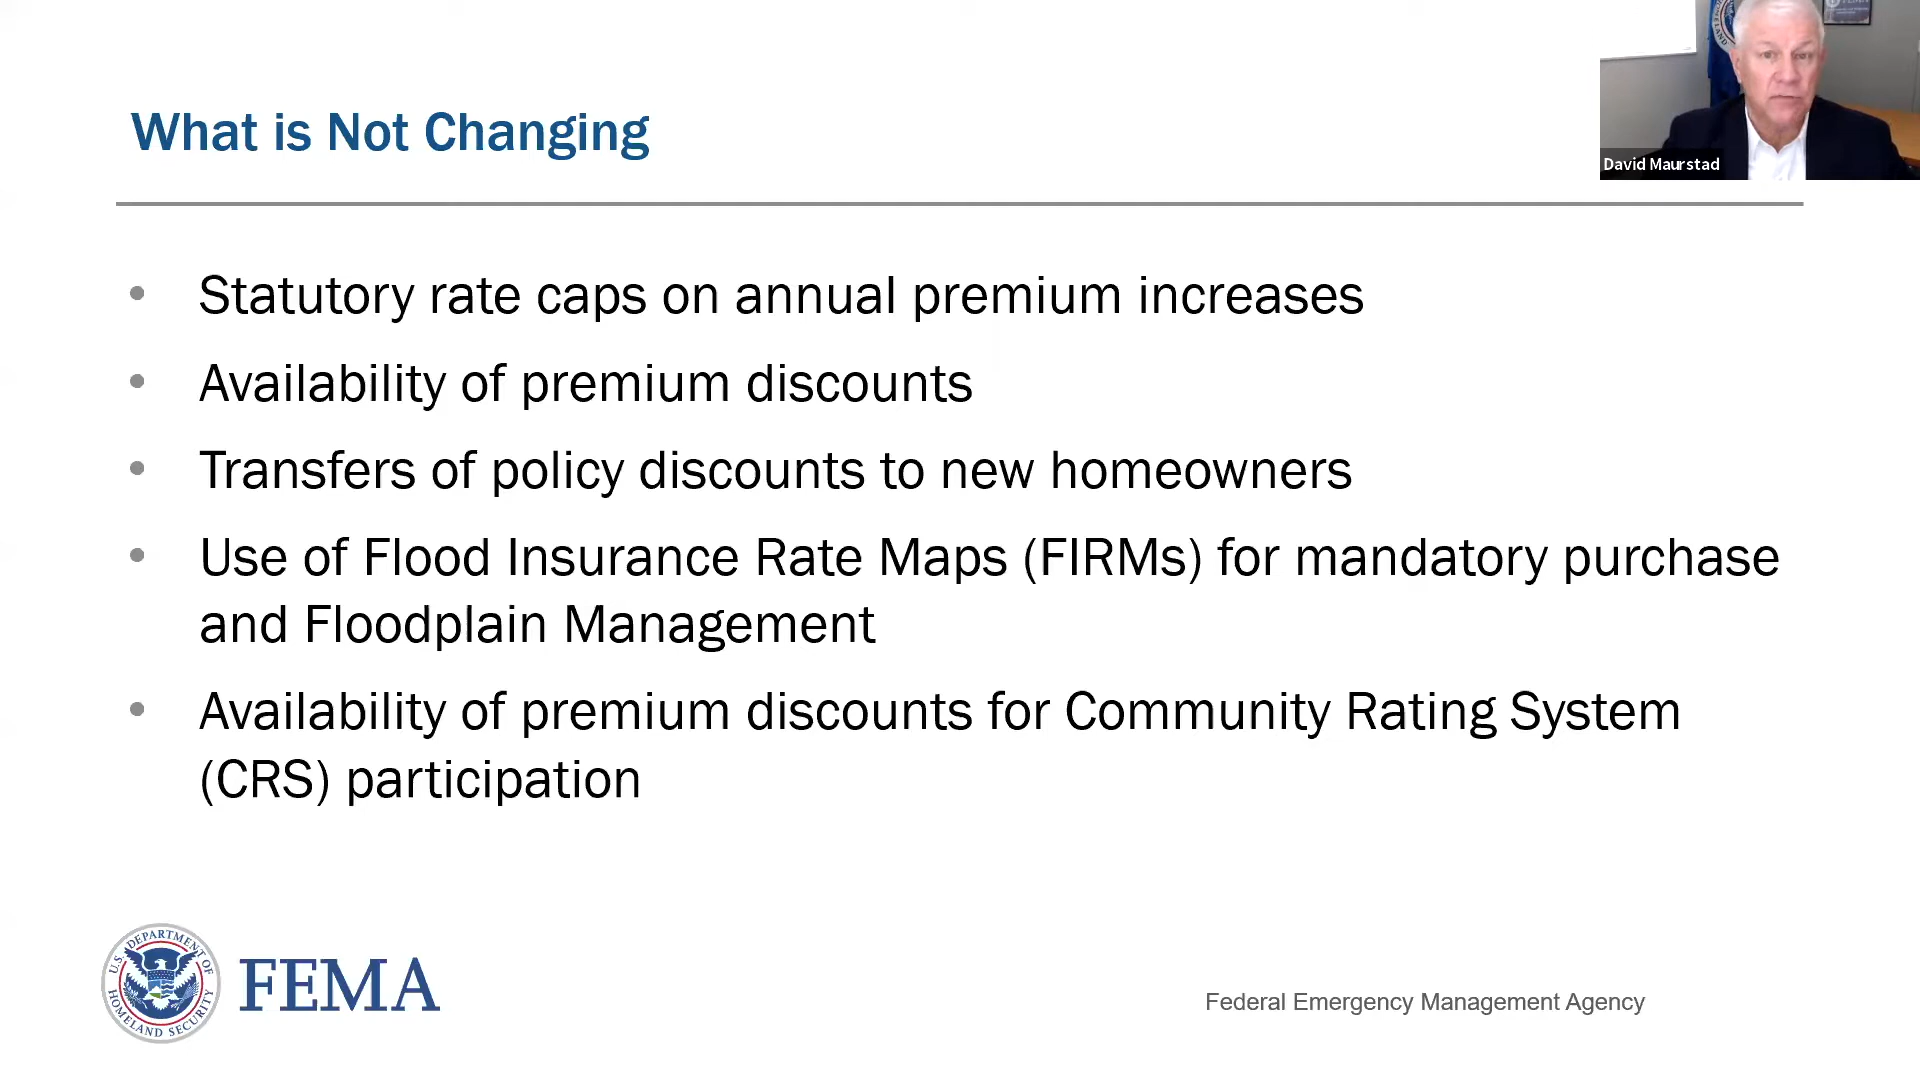 What is Not Changing
David Maurstad
• Statutory rate caps on annual premium increases
• Availability of premium discounts
• Transfers of policy discounts to new homeowners
• Use of Flood Insurance Rate Maps (FIRMs) for mandatory purchase
and Floodplain Management
• Availability of premium discounts for Community Rating System
(CRS) participation
U.S. DEPARTMENT OF
HOMELAND SECURITY
FEMA
Federal Emergency Management Agency